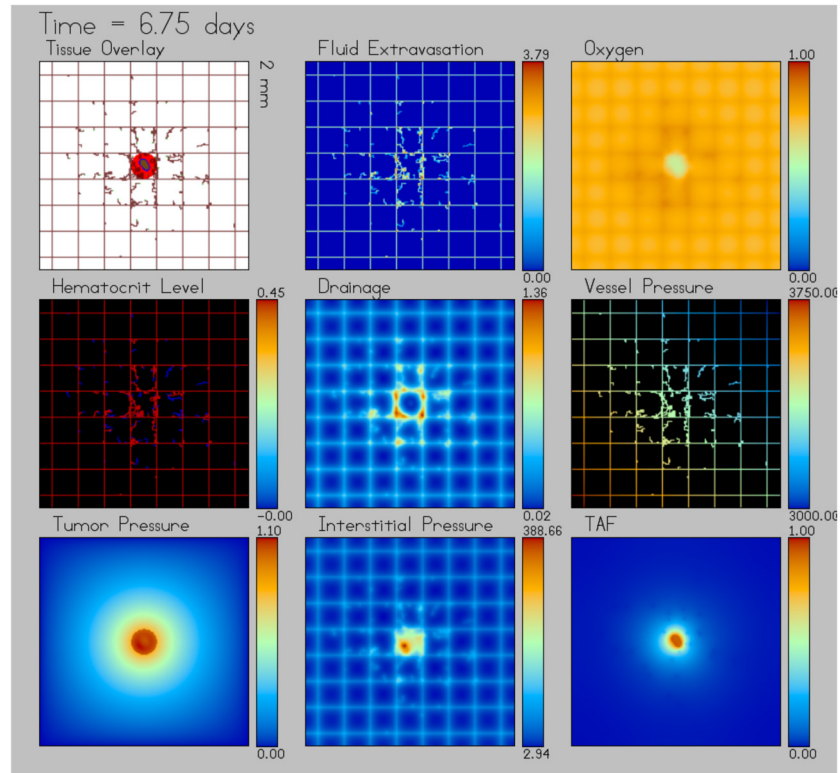 Time = 6.75 days
Tissue Overlay
2 mm
Fluid Extravasation
3.79
0.00
Oxygen
1.00
0.00
Hematocrit Level
0.45
-0.00
Drainage
1.36
0.02
Vessel Pressure
3750.00
3000.00
Tumor Pressure
1.10
0.00
Interstitial Pressure
388.66
2.94
TAF
1.00
0.00